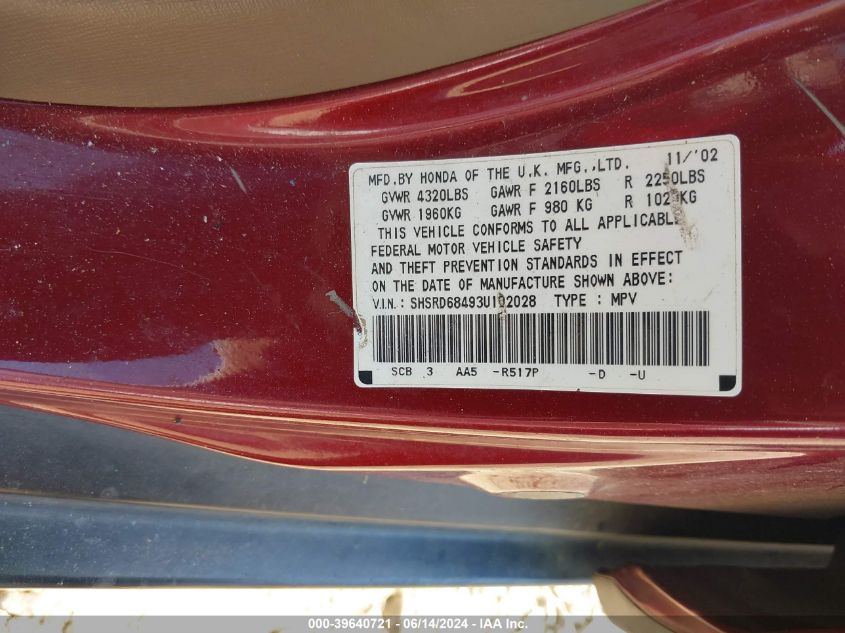 MFD.BY HONDA OF THE U.K. MFG.,LTD. 11/'02
GVWR 4320LBS GAWR F 2160LBS R 2250LBS
GVWR 1960KG GAWR F 980 KG R
THIS VEHICLE CONFORMS TO ALL APPLICABLE
FEDERAL MOTOR VEHICLE SAFETY
AND THEFT PREVENTION STANDARDS IN EFFECT
ON THE DATE OF MANUFACTURE SHOWN ABOVE:
V.I.N.: SHSRD68493U102028 TYPE : MPV
SCB 3 AA5 -R517P -D -U
000-39640721 - 06/14/2024 - IAA Inc.